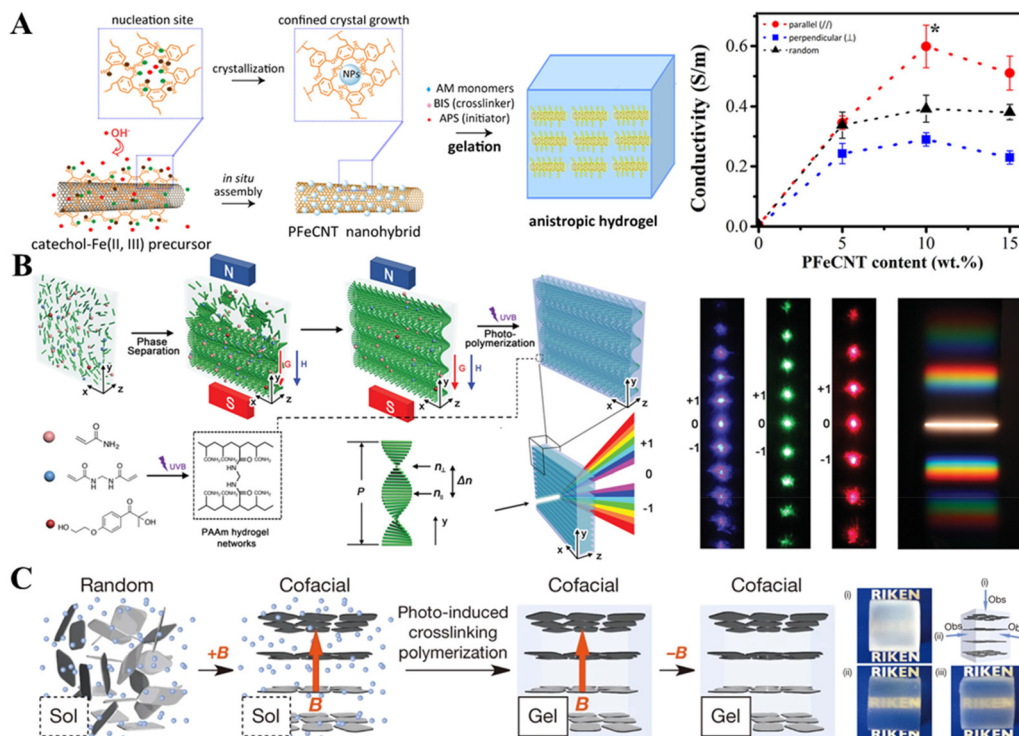 A
nucleation site
confined crystal growth
crystallization
NPs
OH⁻
in situ
assembly
catechol-Fe(II, III) precursor
PFeCNT nanohybrid
AM monomers
BIS (crosslinker)
APS (initiator)
gelation
anistropic hydrogel
parallel (//)
perpendicular (⊥)
random
*
Conductivity (S/m)
0.6
0.4
0.2
0.0
0 5 10 15
PFeCNT content (wt.%)
B
N
N
Phase
Separation
G H
G H
S
S
UVB
Photo-
polymerization
x y z
x y z
x y z
x y z
NH₂
UVB
PAAm hydrogel
networks
P
n⊥
Δn
n∥
y
+1
0
-1
x y z
+1
0
-1
+1
0
-1
+1
0
-1
C
Random
Cofacial
Cofacial
Cofacial
+B
Photo-induced
crosslinking
polymerization
−B
B
B
Sol
Sol
Gel
Gel
(i)
RIKEN
(i)
Obs
Obs
(ii)
(ii)
RIKEN
(iii)
RIKEN